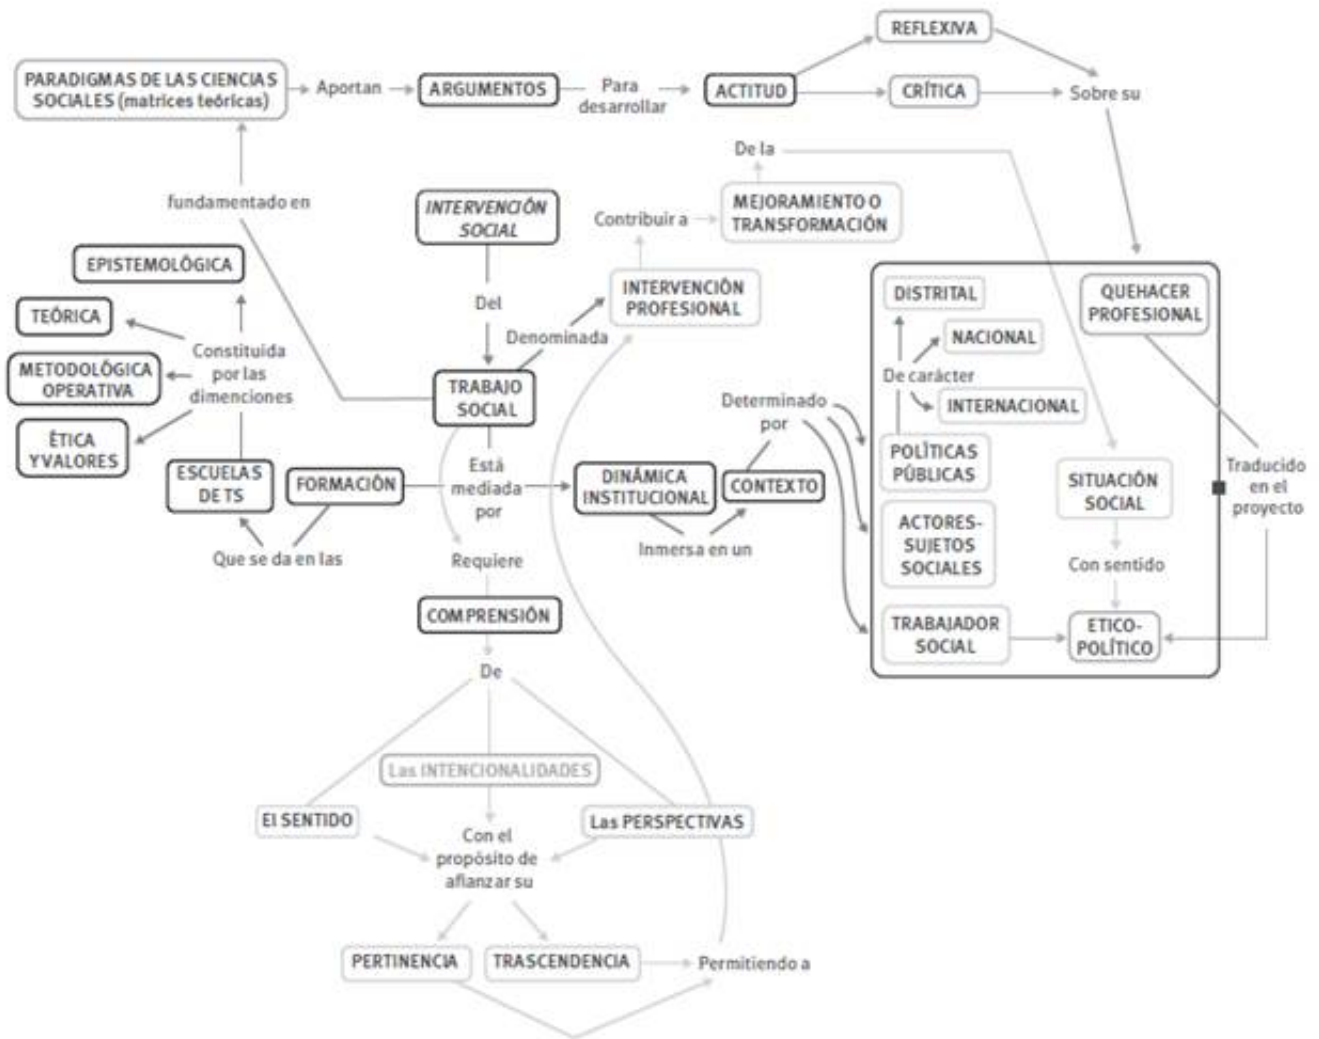 REFLEXIVA
PARADIGMAS DE LAS CIENCIAS
SOCIALES (matrices teóricas)
Aportan
ARGUMENTOS
Para
desarrollar
ACTITUD
CRÍTICA
Sobre su
De la
fundamentado en
INTERVENCIÓN
SOCIAL
Contribuir a
MEJORAMIENTO O
TRANSFORMACIÓN
EPISTEMOLÓGICA
TEÓRICA
METODOLÓGICA
OPERATIVA
ÈTICA
Y VALORES
Constituida
por las
dimenciones
Del
Denominada
INTERVENCIÓN
PROFESIONAL
TRABAJO
SOCIAL
DISTRITAL
NACIONAL
De carácter
INTERNACIONAL
POLÍTICAS
PÚBLICAS
QUEHACER
PROFESIONAL
Determinado
por
ESCUELAS
DE TS
FORMACIÓN
Está
mediada
por
DINÁMICA
INSTITUCIONAL
CONTEXTO
Que se da en las
Inmersa en un
Requiere
ACTORES-
SUJETOS
SOCIALES
SITUACIÓN
SOCIAL
Traducido
en el
proyecto
Con sentido
COMPRENSIÓN
TRABAJADOR
SOCIAL
ETICO-
POLÍTICO
De
Las INTENCIONALIDADES
El SENTIDO
Con el
propósito de
afianzar su
Las PERSPECTIVAS
PERTINENCIA
TRASCENDENCIA
Permitiendo a